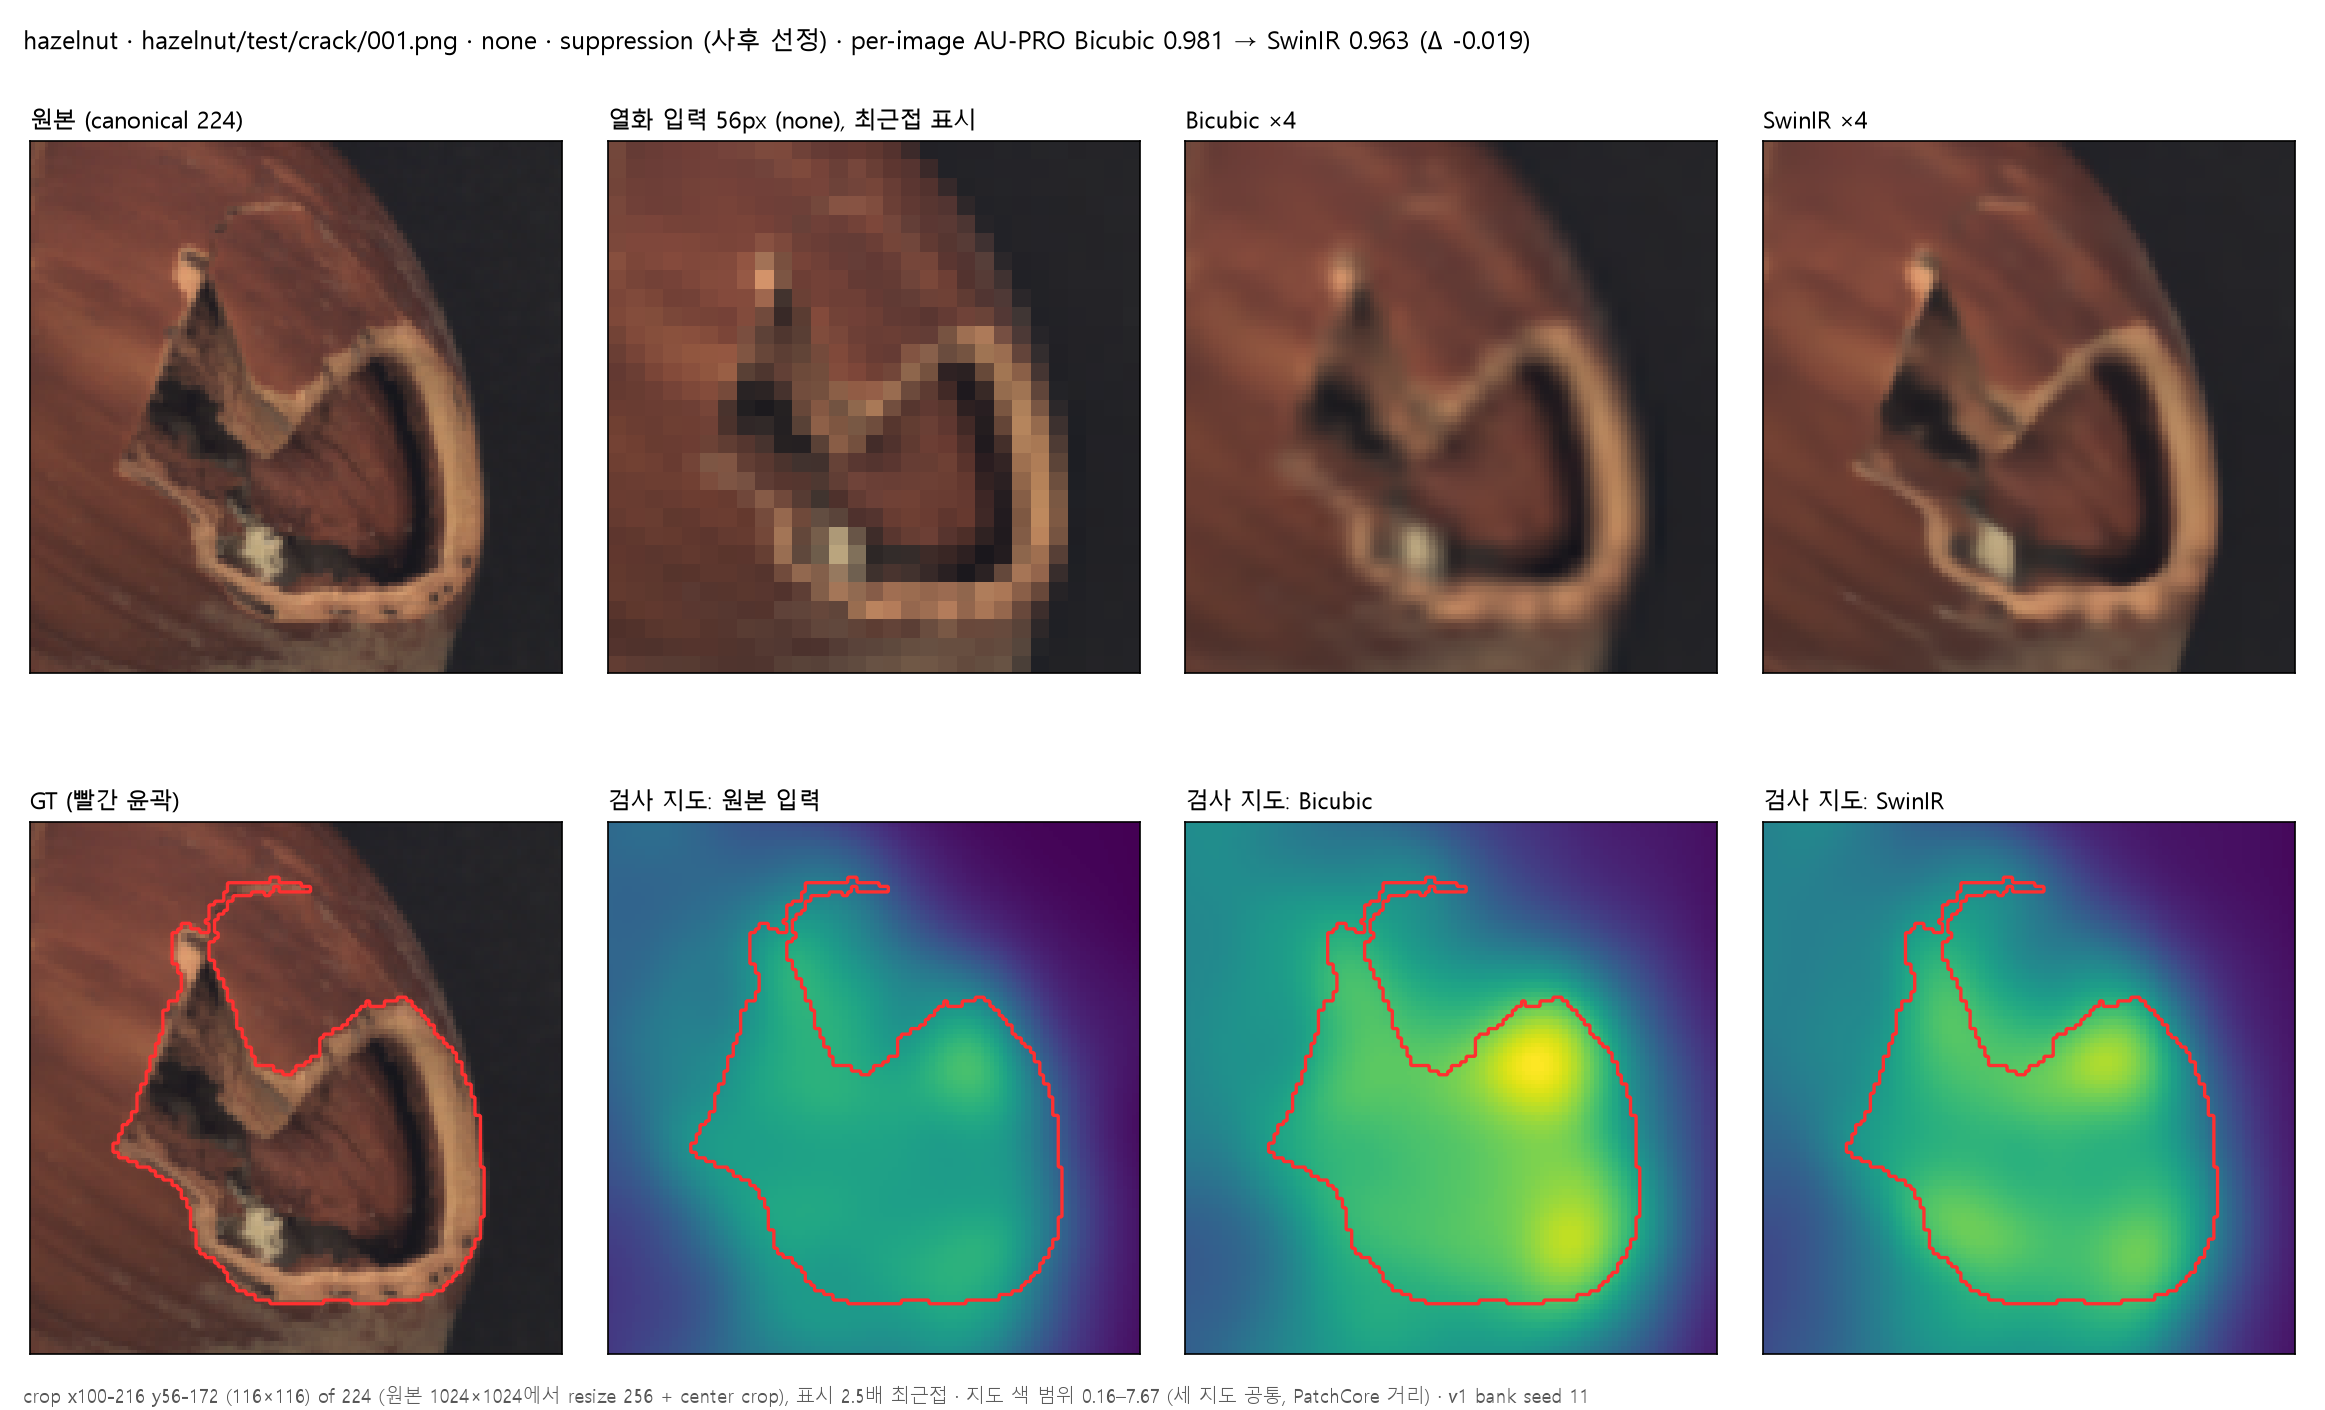 hazelnut · hazelnut/test/crack/001.png · none · suppression (사후 선정) · per-image AU-PRO Bicubic 0.981 → SwinIR 0.963 (Δ -0.019)
원본 (canonical 224)
열화 입력 56px (none), 최근접 표시
Bicubic ×4
SwinIR ×4
GT (빨간 윤곽)
검사 지도: 원본 입력
검사 지도: Bicubic
검사 지도: SwinIR
crop x100-216 y56-172 (116×116) of 224 (원본 1024×1024에서 resize 256 + center crop), 표시 2.5배 최근접 · 지도 색 범위 0.16–7.67 (세 지도 공통, PatchCore 거리) · v1 bank seed 11